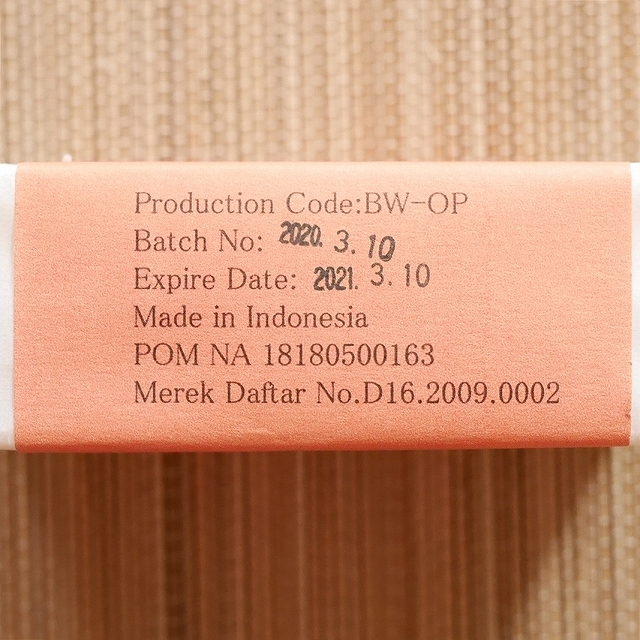 Production Code:BW-OP
Batch No: 2020. 3. 10
Expire Date: 2021. 3. 10
Made in Indonesia
POM NA 18180500163
Merek Daftar No.D16.2009.0002